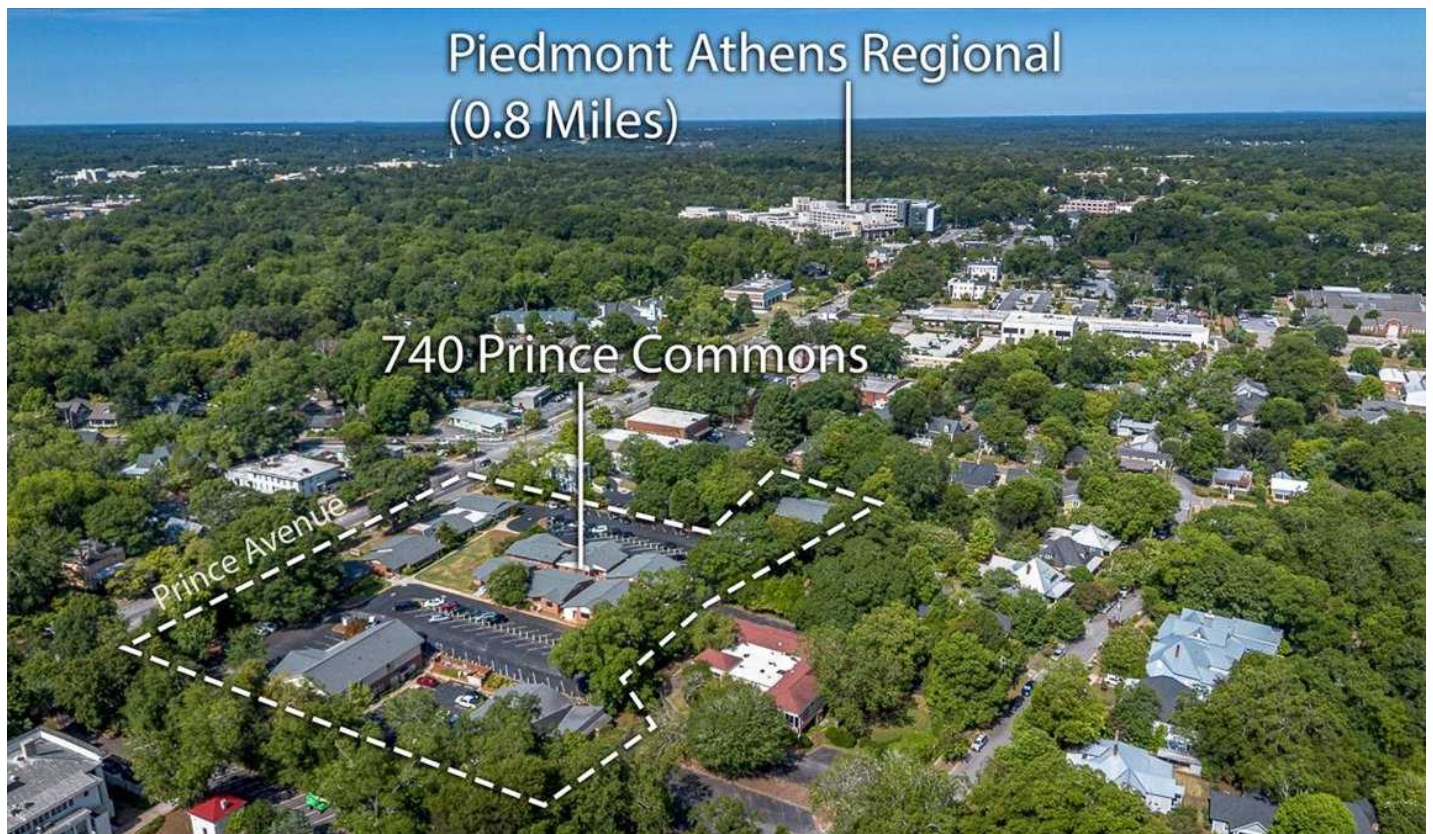 Piedmont Athens Regional
(0.8 Miles)
740 Prince Commons
Prince Avenue